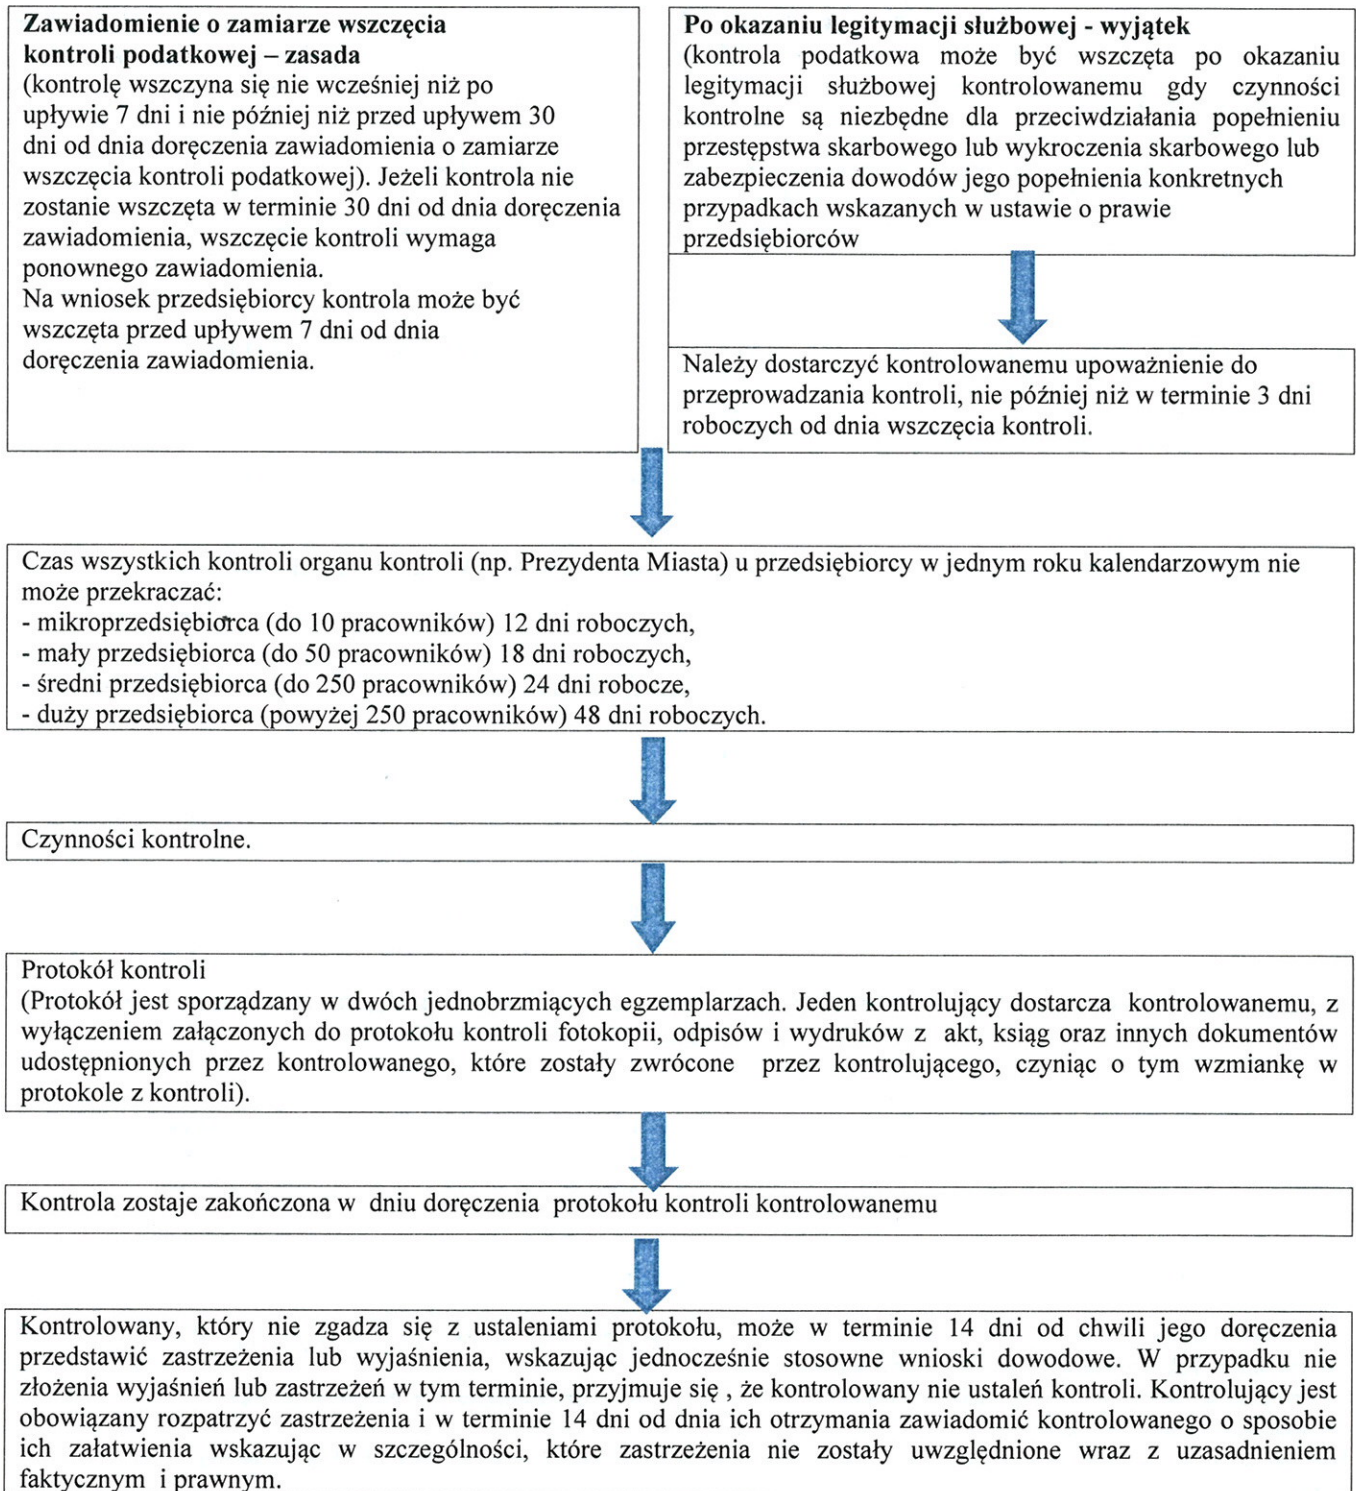 Zawiadomienie o zamiarze wszczęcia
kontroli podatkowej – zasada
(kontrolę wszczyna się nie wcześniej niż po
upływie 7 dni i nie później niż przed upływem 30
dni od dnia doręczenia zawiadomienia o zamiarze
wszczęcia kontroli podatkowej). Jeżeli kontrola nie
zostanie wszczęta w terminie 30 dni od dnia doręczenia
zawiadomienia, wszczęcie kontroli wymaga
ponownego zawiadomienia.
Na wniosek przedsiębiorcy kontrola może być
wszczęta przed upływem 7 dni od dnia
doręczenia zawiadomienia.
Po okazaniu legitymacji służbowej - wyjątek
(kontrola podatkowa może być wszczęta po okazaniu
legitymacji służbowej kontrolowanemu gdy czynności
kontrolne są niezbędne dla przeciwdziałania popełnieniu
przestępstwa skarbowego lub wykroczenia skarbowego lub
zabezpieczenia dowodów jego popełnienia konkretnych
przypadkach wskazanych w ustawie o prawie
przedsiębiorców
Należy dostarczyć kontrolowanemu upoważnienie do
przeprowadzania kontroli, nie później niż w terminie 3 dni
roboczych od dnia wszczęcia kontroli.
Czas wszystkich kontroli organu kontroli (np. Prezydenta Miasta) u przedsiębiorcy w jednym roku kalendarzowym nie
może przekraczać:
- mikroprzedsiębiorca (do 10 pracowników) 12 dni roboczych,
- mały przedsiębiorca (do 50 pracowników) 18 dni roboczych,
- średni przedsiębiorca (do 250 pracowników) 24 dni robocze,
- duży przedsiębiorca (powyżej 250 pracowników) 48 dni roboczych.
Czynności kontrolne.
Protokół kontroli
(Protokół jest sporządzany w dwóch jednobrzmiących egzemplarzach. Jeden kontrolujący dostarcza kontrolowanemu, z
wyłączeniem załączonych do protokołu kontroli fotokopii, odpisów i wydruków z akt, ksiąg oraz innych dokumentów
udostępnionych przez kontrolowanego, które zostały zwrócone przez kontrolującego, czyniąc o tym wzmiankę w
protokole z kontroli).
Kontrola zostaje zakończona w dniu doręczenia protokołu kontroli kontrolowanemu
Kontrolowany, który nie zgadza się z ustaleniami protokołu, może w terminie 14 dni od chwili jego doręczenia
przedstawić zastrzeżenia lub wyjaśnienia, wskazując jednocześnie stosowne wnioski dowodowe. W przypadku nie
złożenia wyjaśnień lub zastrzeżeń w tym terminie, przyjmuje się , że kontrolowany nie ustaleń kontroli. Kontrolujący jest
obowiązany rozpatrzyć zastrzeżenia i w terminie 14 dni od dnia ich otrzymania zawiadomić kontrolowanego o sposobie
ich załatwienia wskazując w szczególności, które zastrzeżenia nie zostały uwzględnione wraz z uzasadnieniem
faktycznym i prawnym.